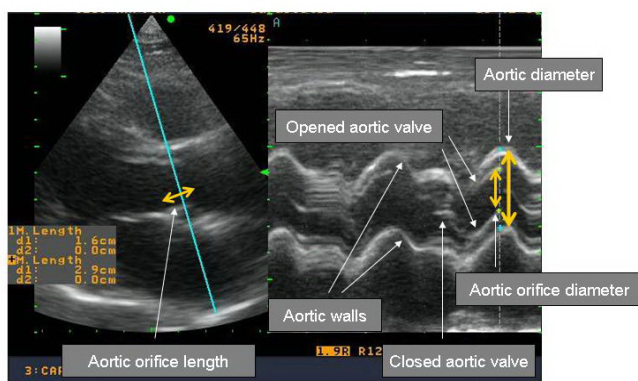 419/448
65Hz
A
Aortic diameter
Opened aortic valve
1M.Length
d1: 1.6cm
d2: 0.0cm
M.Length
d1: 2.9cm
d2: 0.0cm
Aortic walls
Aortic orifice diameter
Aortic orifice length
1.9R R12
Closed aortic valve
3:CAR